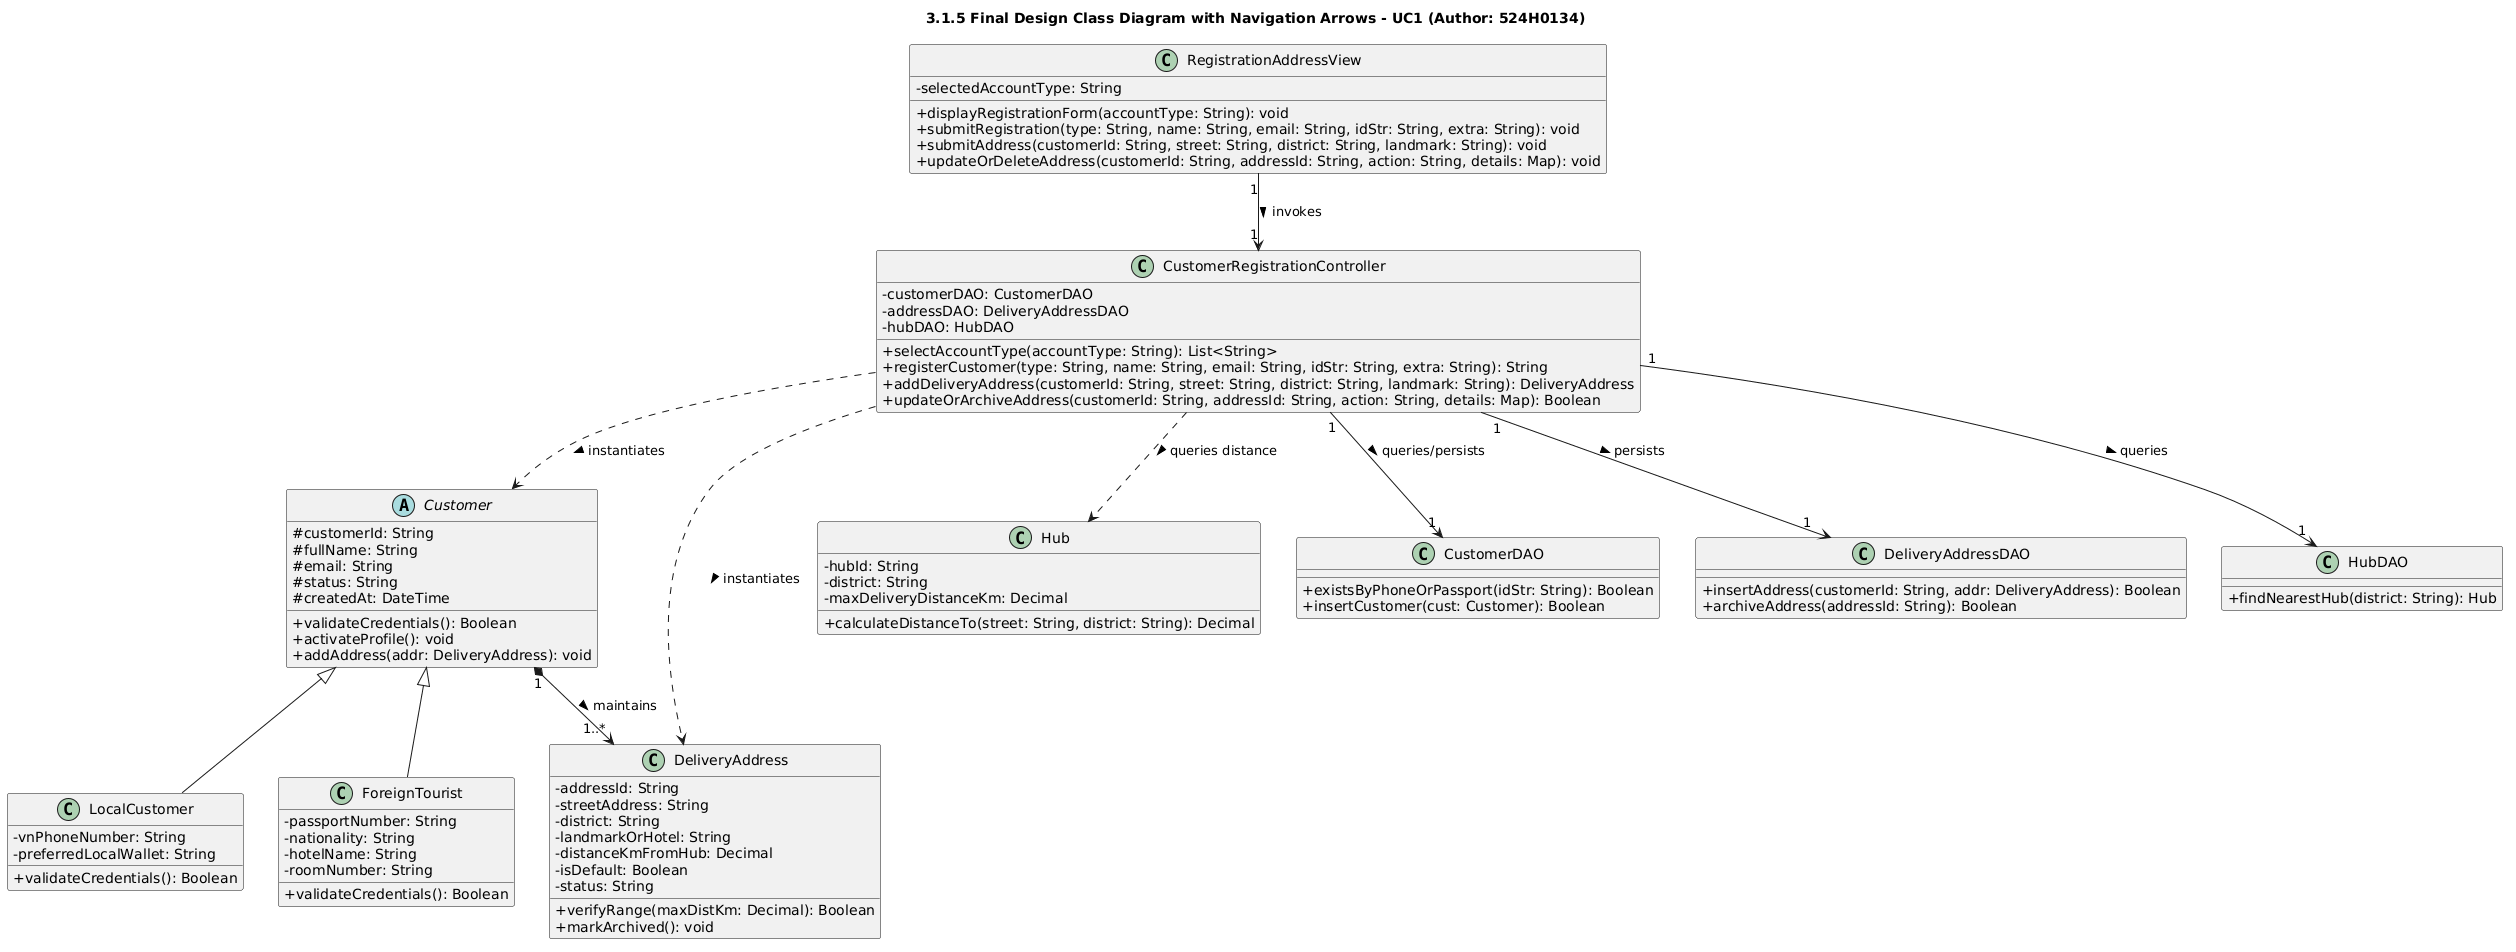 3.1.5 Final Design Class Diagram with Navigation Arrows - UC1 (Author: 524H0134)
C RegistrationAddressView
-selectedAccountType: String
+displayRegistrationForm(accountType: String): void
+submitRegistration(type: String, name: String, email: String, idStr: String, extra: String): void
+submitAddress(customerId: String, street: String, district: String, landmark: String): void
+updateOrDeleteAddress(customerId: String, addressId: String, action: String, details: Map): void
1
invokes
1
C CustomerRegistrationController
-customerDAO: CustomerDAO
-addressDAO: DeliveryAddressDAO
-hubDAO: HubDAO
+selectAccountType(accountType: String): List<String>
+registerCustomer(type: String, name: String, email: String, idStr: String, extra: String): String
+addDeliveryAddress(customerId: String, street: String, district: String, landmark: String): DeliveryAddress
+updateOrArchiveAddress(customerId: String, addressId: String, action: String, details: Map): Boolean
1
1
1
instantiates
queries distance
queries/persists
persists
queries
A Customer
#customerId: String
#fullName: String
#email: String
#status: String
#createdAt: DateTime
+validateCredentials(): Boolean
+activateProfile(): void
+addAddress(addr: DeliveryAddress): void
instantiates
C Hub
-hubId: String
-district: String
-maxDeliveryDistanceKm: Decimal
+calculateDistanceTo(street: String, district: String): Decimal
1
C CustomerDAO
+existsByPhoneOrPassport(idStr: String): Boolean
+insertCustomer(cust: Customer): Boolean
1
C DeliveryAddressDAO
+insertAddress(customerId: String, addr: DeliveryAddress): Boolean
+archiveAddress(addressId: String): Boolean
1
C HubDAO
+findNearestHub(district: String): Hub
1
maintains
1..*
C LocalCustomer
-vnPhoneNumber: String
-preferredLocalWallet: String
+validateCredentials(): Boolean
C ForeignTourist
-passportNumber: String
-nationality: String
-hotelName: String
-roomNumber: String
+validateCredentials(): Boolean
C DeliveryAddress
-addressId: String
-streetAddress: String
-district: String
-landmarkOrHotel: String
-distanceKmFromHub: Decimal
-isDefault: Boolean
-status: String
+verifyRange(maxDistKm: Decimal): Boolean
+markArchived(): void